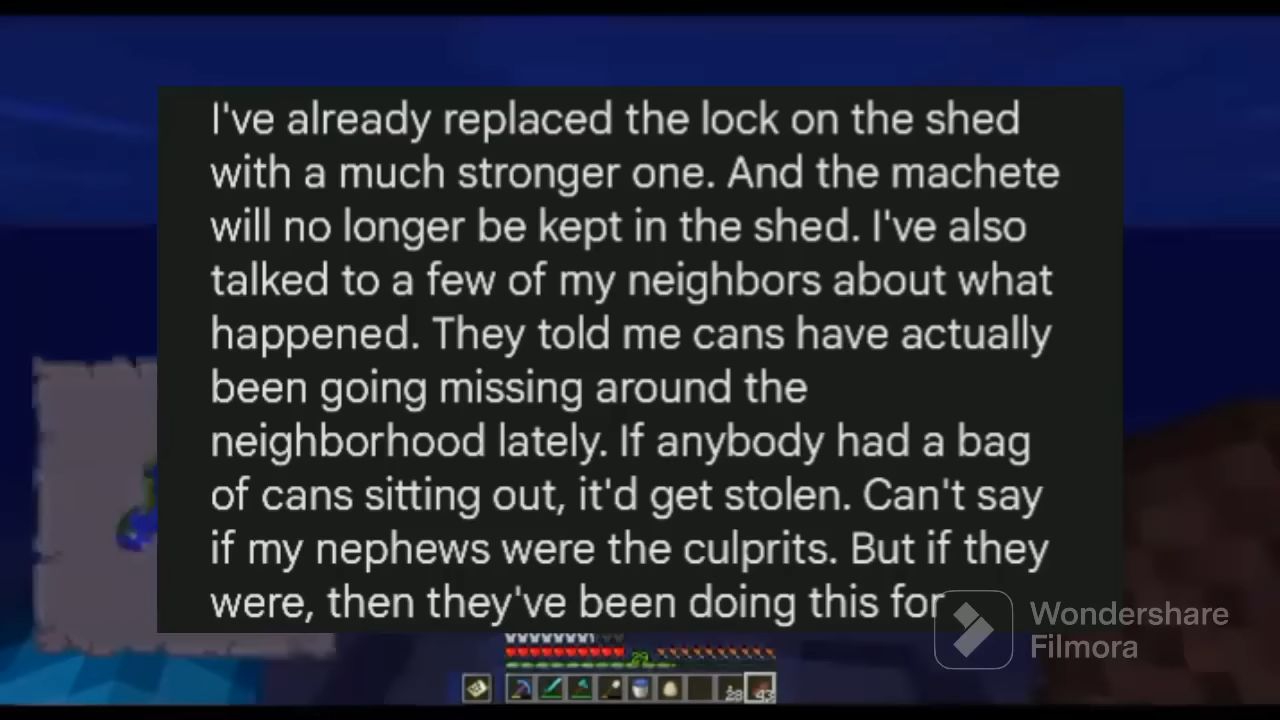 I've already replaced the lock on the shed
with a much stronger one. And the machete
will no longer be kept in the shed. I've also
talked to a few of my neighbors about what
happened. They told me cans have actually
been going missing around the
neighborhood lately. If anybody had a bag
of cans sitting out, it'd get stolen. Can't say
if my nephews were the culprits. But if they
were, then they've been doing this for
Wondershare
Filmora
29
28
43